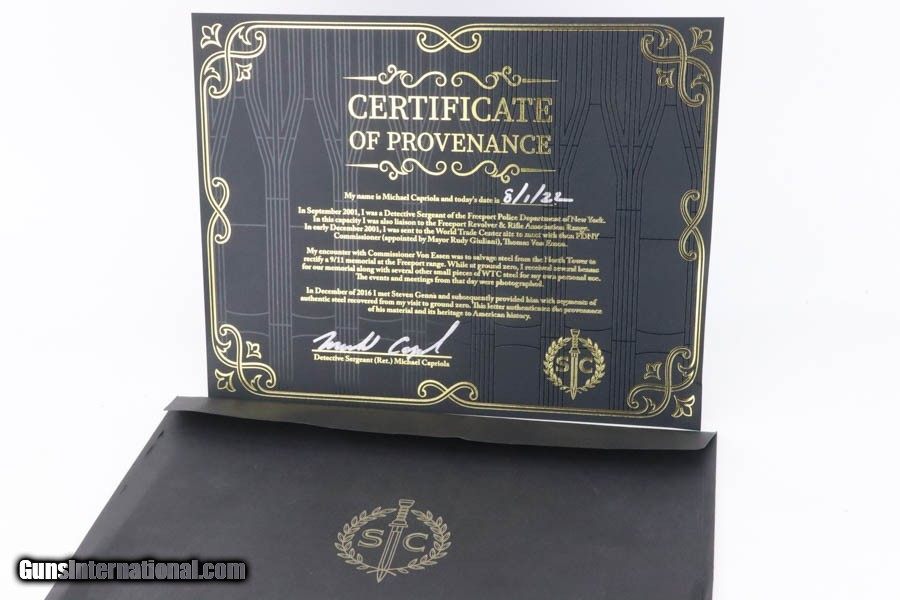 CERTIFICATE
OF PROVENANCE
My name is Michael Capriola and today's date is 8/1/22
In September 2001, I was a Detective Sergeant of the Freeport Police Department of New York.
In this capacity I was also liaison to the Freeport Revolver & Rifle Association Range.
In early December 2001, I was sent to the World Trade Center site to meet with then FDNY
Commissioner (appointed by Mayor Rudy Giuliani), Thomas Von Essen.
My encounter with Commissioner Von Essen was to salvage steel from the North Tower to
rectify a 9/11 memorial at the Freeport range. While at ground zero, I received several beams
for our memorial along with several other small pieces of WTC steel for my own personal use.
The events and meetings from that day were photographed.
In December of 2016 I met Steven Genna and subsequently provided him with segments of
authentic steel recovered from my visit to ground zero. This letter authenticates the provenance
of his material and its heritage to American history.
Detective Sergeant (Ret.) Michael Capriola
S C
S C
GunsInternational.com